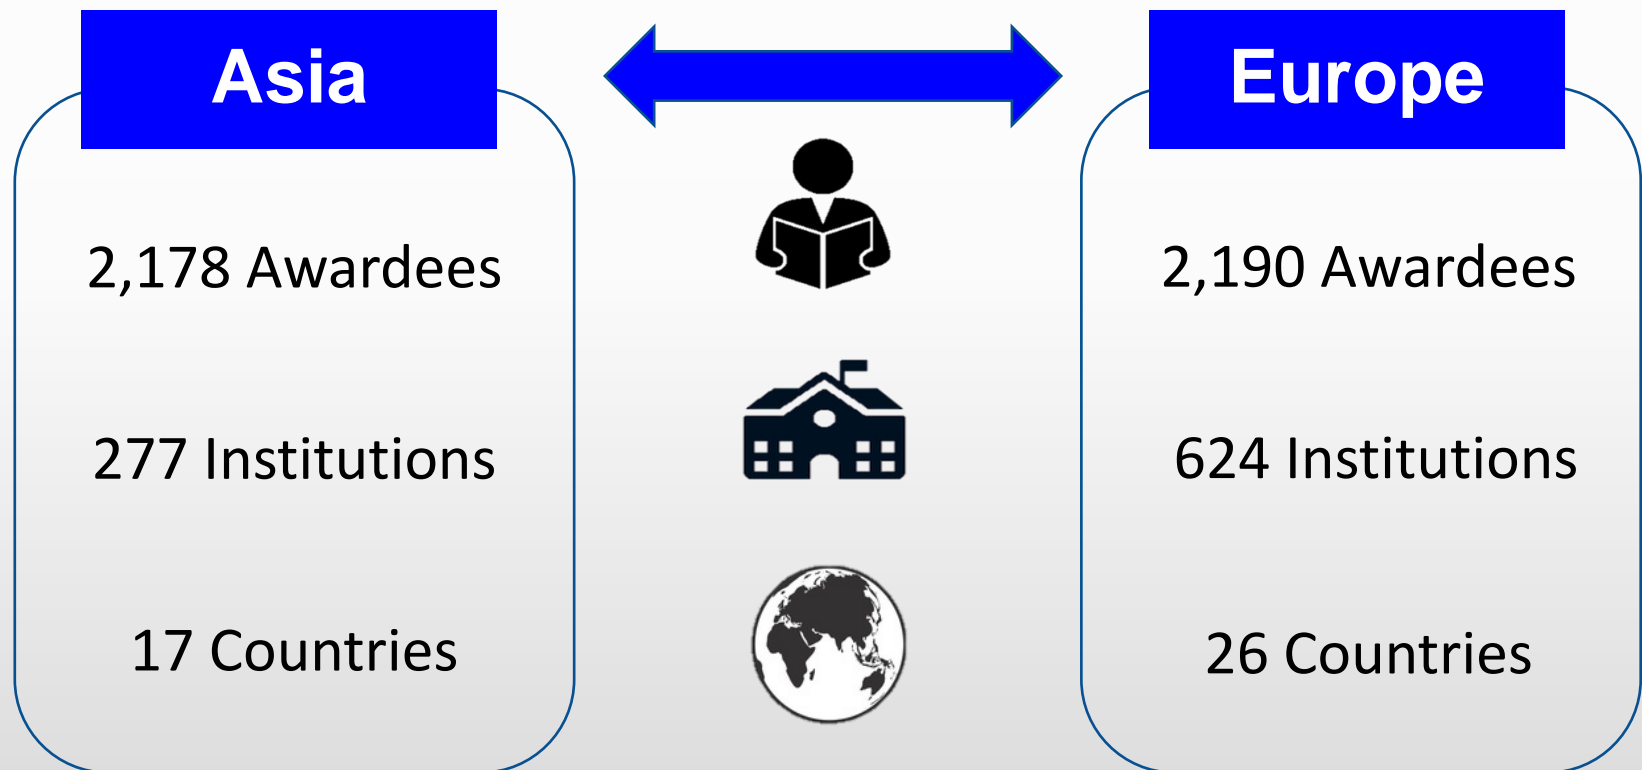 Asia
2,178 Awardees
277 Institutions
17 Countries
Europe
2,190 Awardees
624 Institutions
26 Countries